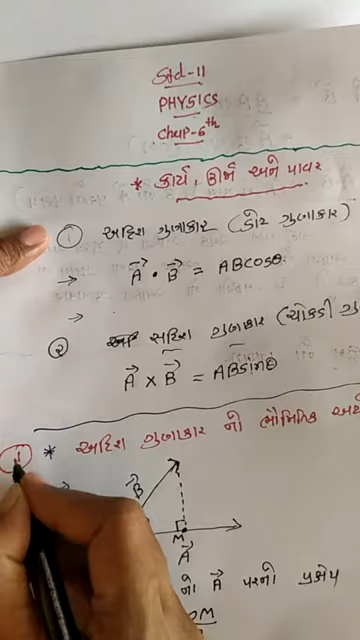 Std-11
PHYSICS
Chap-6th
* કાર્ય, ઊર્જા અને પાવર
① અદિશ ગુણાકાર (ડોટ ગુણાકાર)
→ A⃗ · B⃗ = ABcosθ
→
② સદિશ ગુણાકાર (ચોકડી ગુ
A⃗ × B⃗ = ABsinθ
① * અદિશ ગુણાકાર નો ભૌમિતિક અર્થ
B⃗
M
A⃗
નો A⃗ પરનો પ્રક્ષેપ
OM